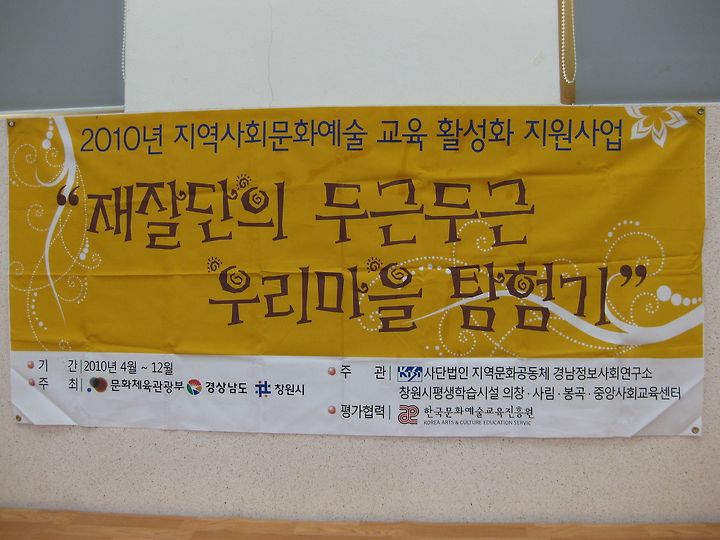 2010년 지역사회문화예술 교육 활성화 지원사업
“재잘단의 두근두근
우리마을 탐험기”
기 간 | 2010년 4월 ~ 12월
주 최 | 문화체육관광부 경상남도 창원시
주 관 | 사단법인 지역문화공동체 경남정보사회연구소
창원시평생학습시설 의창·사림·봉곡·중앙사회교육센터
평가협력 | 한국문화예술교육진흥원
KOREA ARTS & CULTURE EDUCATION SERVIC